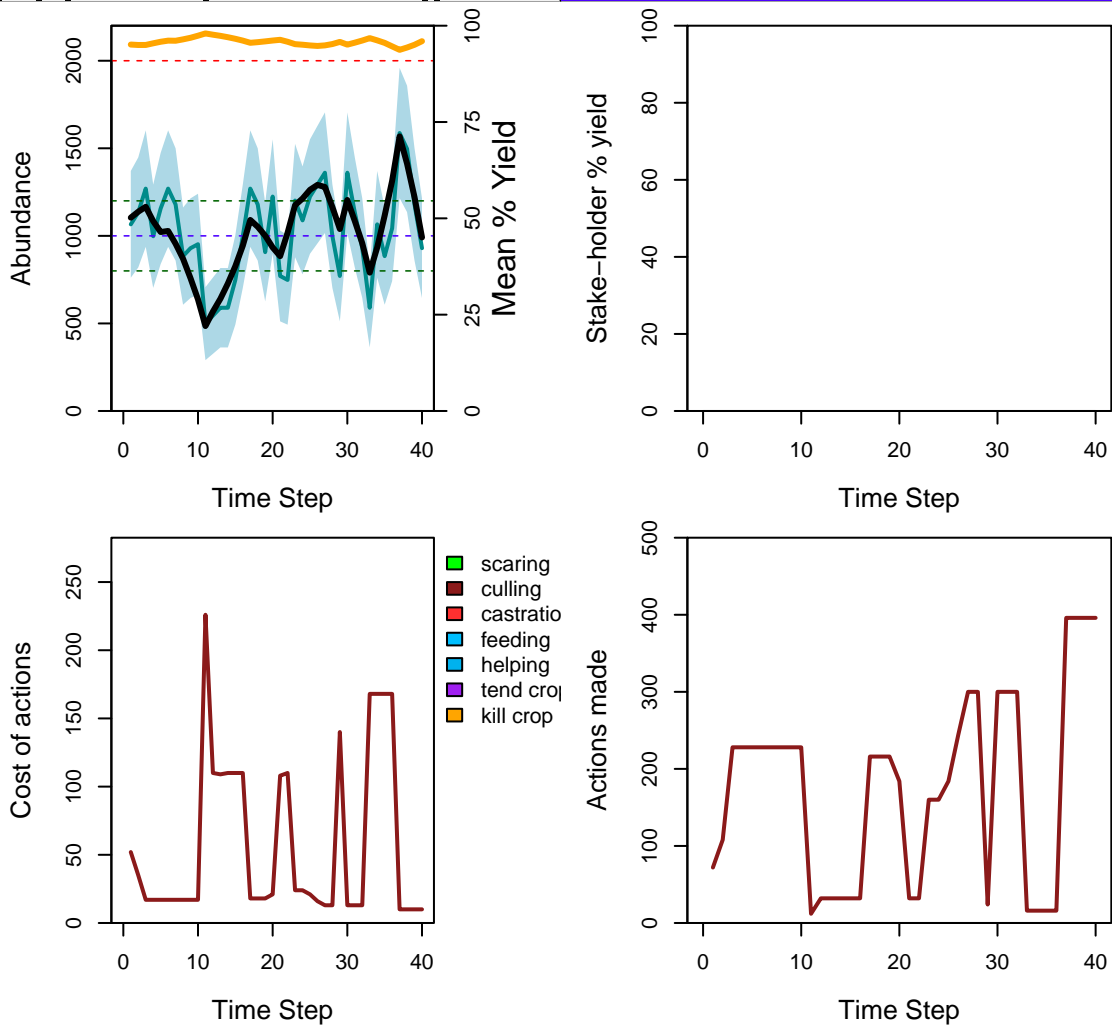 0 500 1000 1500 2000
Abundance
0 25 50 75 100
Mean % Yield
0 10 20 30 40
Time Step
0 20 40 60 80 100
Stake−holder % yield
0 10 20 30 40
Time Step
0 50 100 150 200 250
Cost of actions
0 10 20 30 40
Time Step
scaring
culling
castratio
feeding
helping
tend crop
kill crop
0 100 200 300 400 500
Actions made
0 10 20 30 40
Time Step